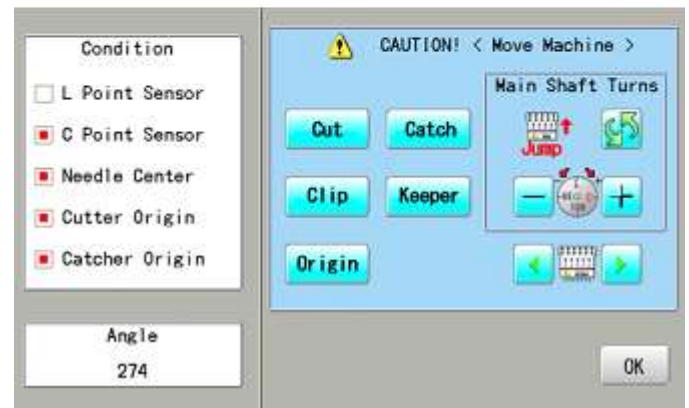 Condition
L Point Sensor
C Point Sensor
Needle Center
Cutter Origin
Catcher Origin
Angle
274
CAUTION! < Move Machine >
Main Shaft Turns
Cut
Catch
Jump
Clip
Keeper
Origin
OK